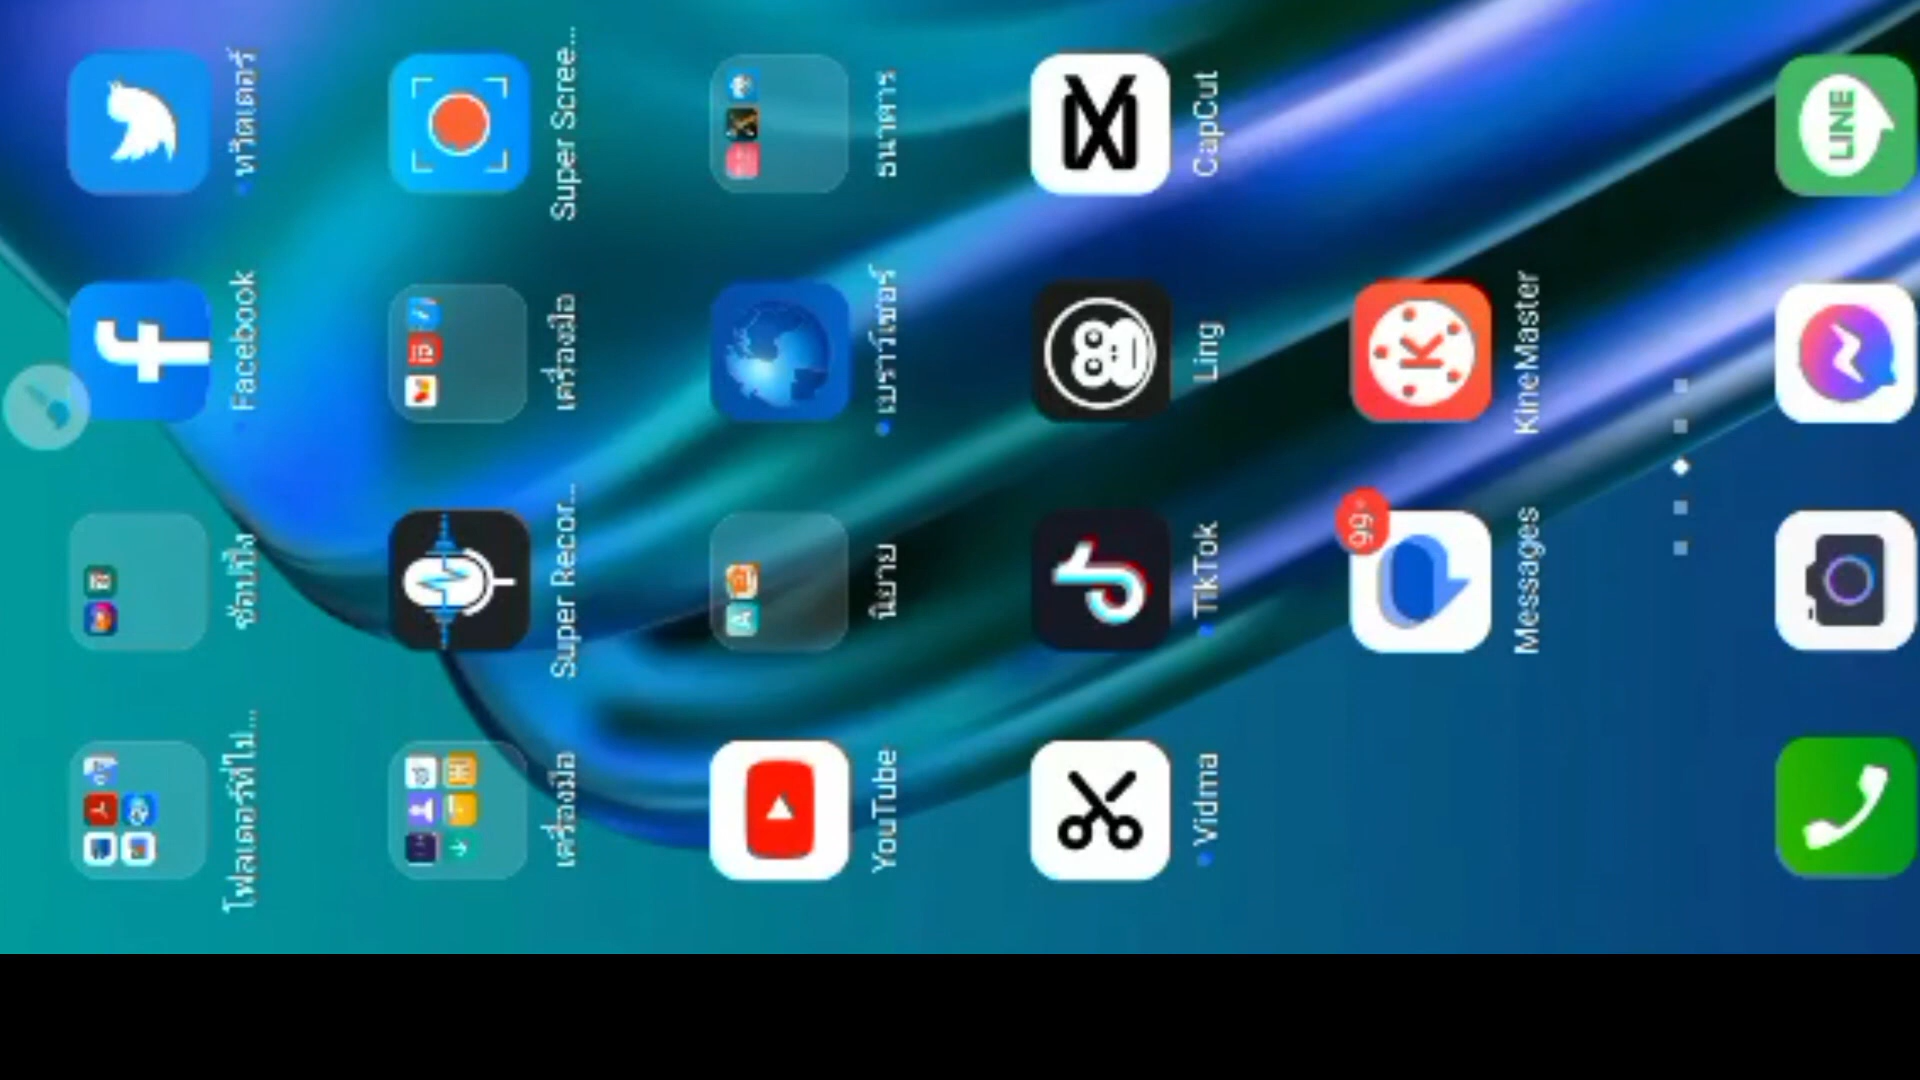 โฟลเดอร์ที่ไม...
ช้อปปิ้ง
Facebook
ทวิตเตอร์
เครื่องมือ
Super Recor...
เครื่องมือ
Super Scree...
YouTube
นิยาย
เบราว์เซอร์
ธนาคาร
Vidma
TikTok
Ling
CapCut
99+
Messages
KineMaster
LINE